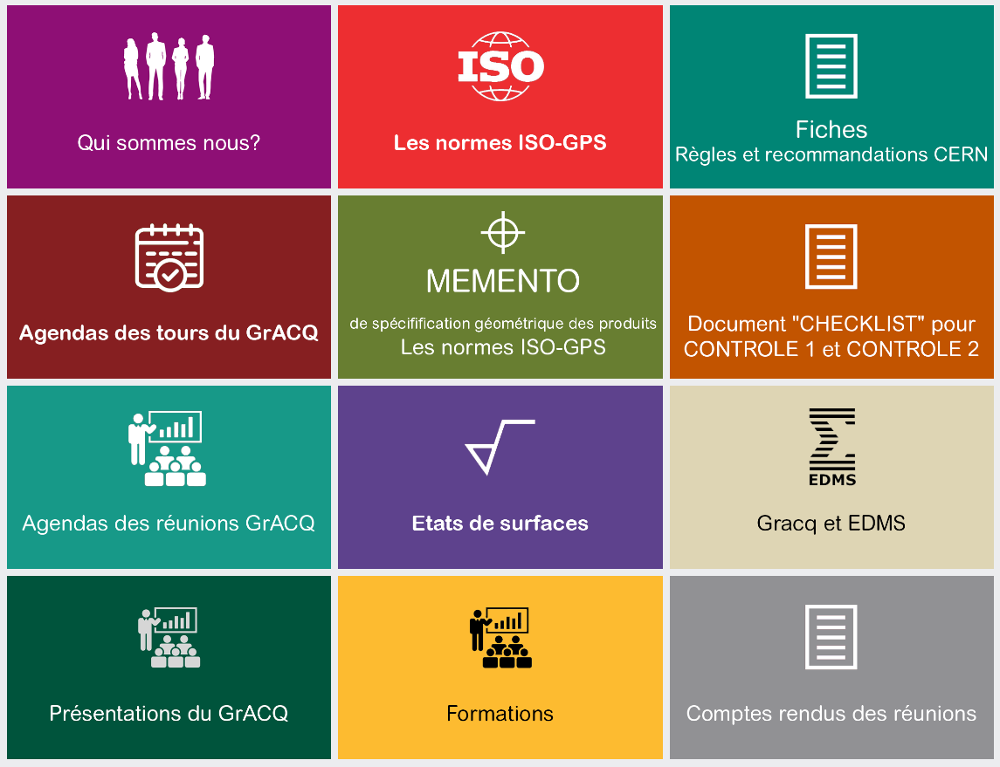 Qui sommes nous?
ISO
Les normes ISO-GPS
Fiches
Règles et recommandations CERN
Agendas des tours du GrACQ
MEMENTO
de spécifification géométrique des produits
Les normes ISO-GPS
Document "CHECKLIST" pour
CONTROLE 1 et CONTROLE 2
Agendas des réunions GrACQ
Etats de surfaces
EDMS
Gracq et EDMS
Présentations du GrACQ
Formations
Comptes rendus des réunions